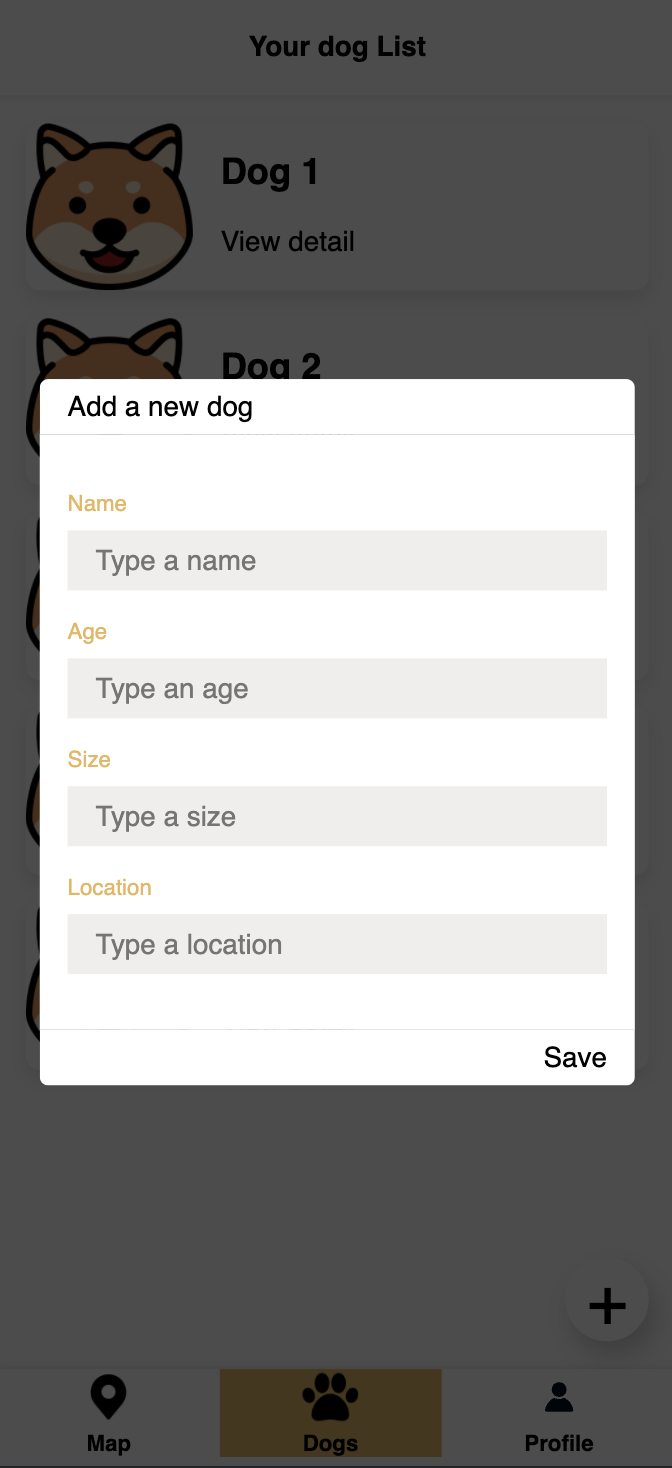 Your dog List
Dog 1
View detail
Dog 2
Add a new dog
Name
Type a name
Age
Type an age
Size
Type a size
Location
Type a location
Save
+
Map
Dogs
Profile